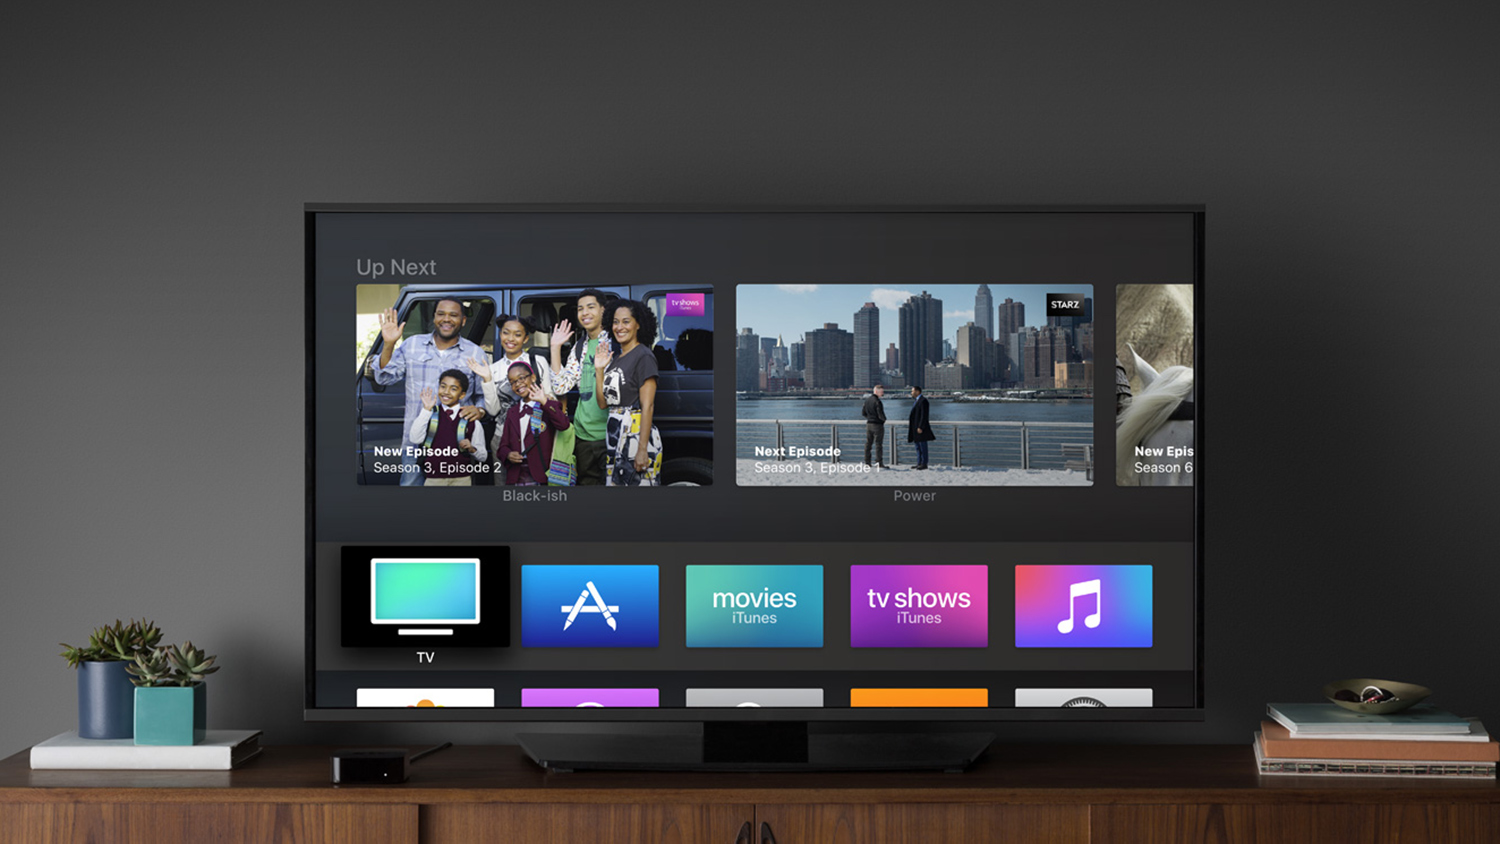 Up Next
tv shows
iTunes
STARZ
New Episode
Season 3, Episode 2
Next Episode
Season 3, Episode 1
New Epis
Season 6
Black-ish
Power
movies
iTunes
tv shows
iTunes
TV